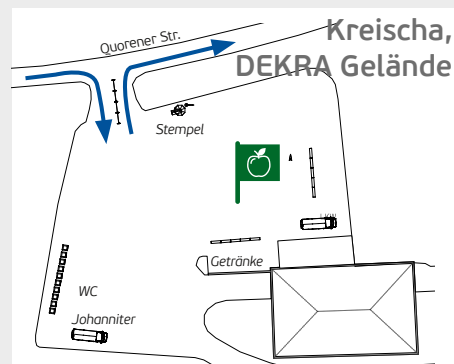 Kreischa,
DEKRA Gelände
Quorener Str.
Stempel
Getränke
WC
Johanniter